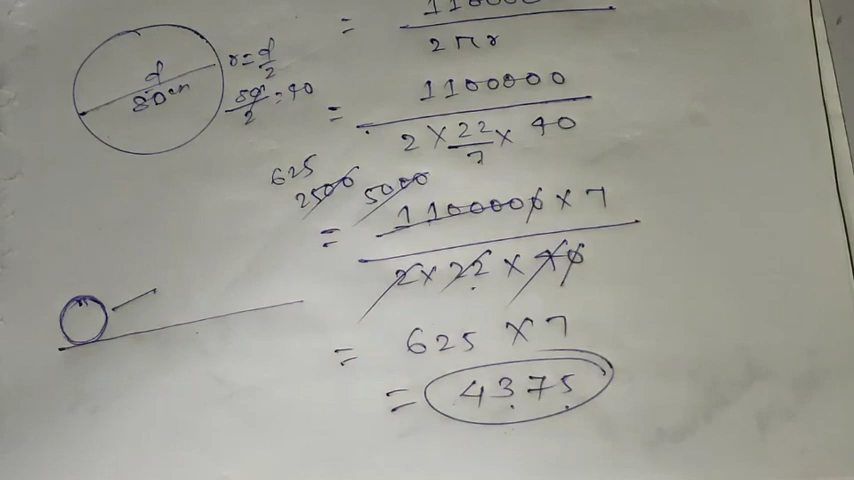 = 110000
2πr
d
80cm
r = d/2
80/2 = 40
= 1100000
2 × 22/7 × 40
625
2500 5000
= 1100000 × 7
2 × 22 × 40
= 625 × 7
= 4375